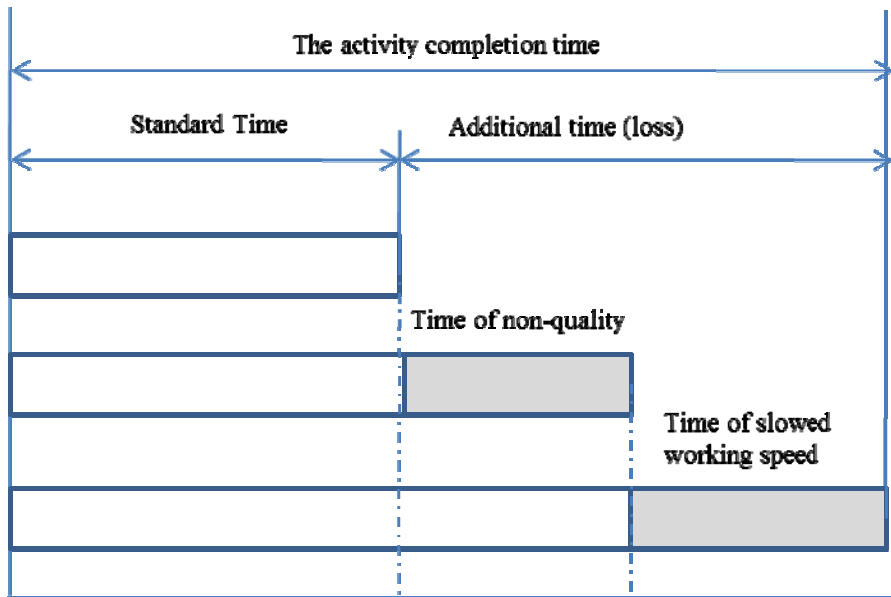 The activity completion time
Standard Time
Additional time (loss)
Time of non-quality
Time of slowed
working speed